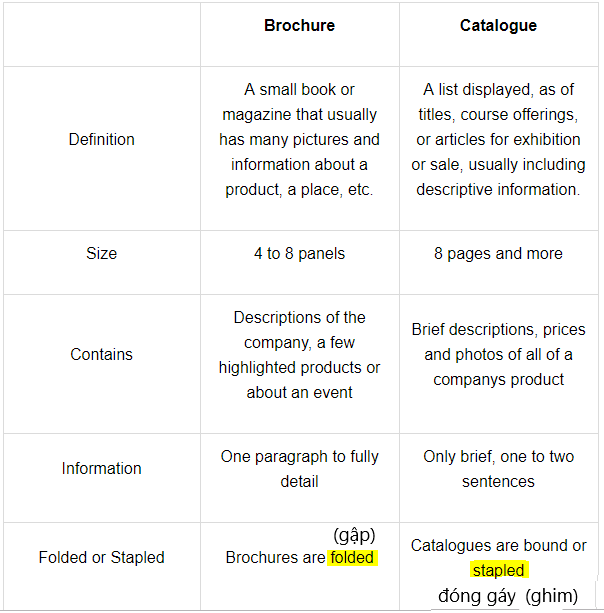 Brochure
Catalogue
Definition
A small book or
magazine that usually
has many pictures and
information about a
product, a place, etc.
A list displayed, as of
titles, course offerings,
or articles for exhibition
or sale, usually including
descriptive information.
Size
4 to 8 panels
8 pages and more
Contains
Descriptions of the
company, a few
highlighted products or
about an event
Brief descriptions, prices
and photos of all of a
companys product
Information
One paragraph to fully
detail
Only brief, one to two
sentences
Folded or Stapled
(gập)
Brochures are folded
Catalogues are bound or
stapled
đóng gáy (ghim)